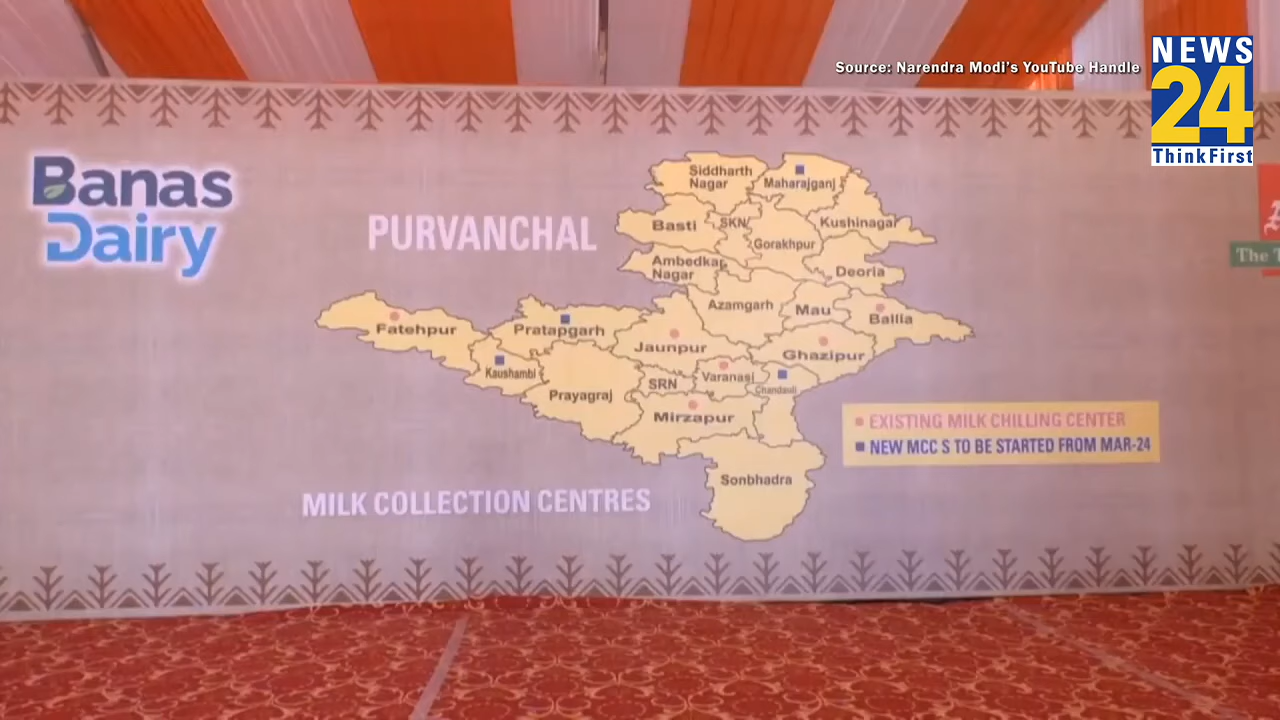 Source: Narendra Modi's YouTube Handle
NEWS
24
ThinkFirst
Banas
Dairy
PURVANCHAL
Siddharth
Nagar
Maharajganj
Basti
SKN
Kushinagar
Gorakhpur
Ambedkar
Nagar
Deoria
Azamgarh
Mau
Ballia
Fatehpur
Pratapgarh
Jaunpur
Ghazipur
Kaushambi
Prayagraj
SRN
Varanasi
Chandauli
Mirzapur
Sonbhadra
EXISTING MILK CHILLING CENTER
NEW MCC S TO BE STARTED FROM MAR-24
MILK COLLECTION CENTRES
The